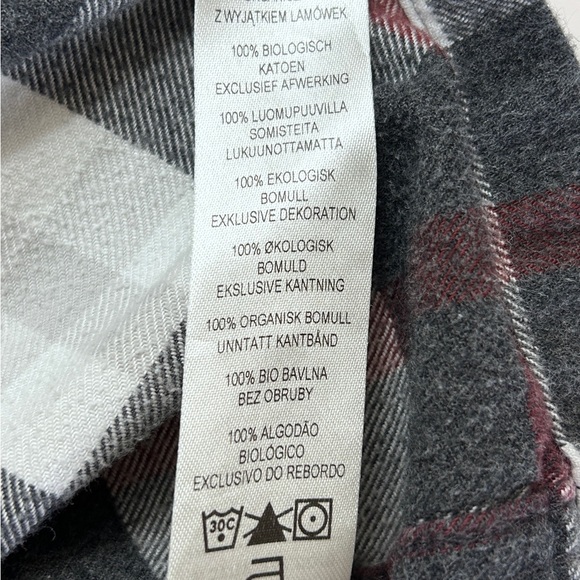 Z WYJĄTKIEM LAMÓWEK
100% BIOLOGISCH
KATOEN
EXCLUSIEF AFWERKING
100% LUOMUPUUVILLA
SOMISTEITA
LUKUUNOTTAMATTA
100% EKOLOGISK
BOMULL
EXKLUSIVE DEKORATION
100% ØKOLOGISK
BOMULD
EKSLUSIVE KANTNING
100% ORGANISK BOMULL
UNNTATT KANTBÅND
100% BIO BAVLNA
BEZ OBRUBY
100% ALGODÃO
BIOLÓGICO
EXCLUSIVO DO REBORDO
30C